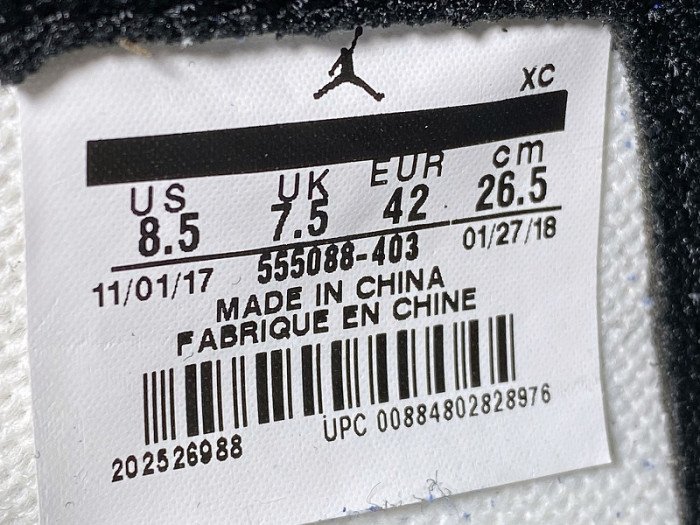 XC
US UK EUR cm
8.5 7.5 42 26.5
11/01/17 555088-403 01/27/18
MADE IN CHINA
FABRIQUE EN CHINE
202526988 UPC 00884802828976